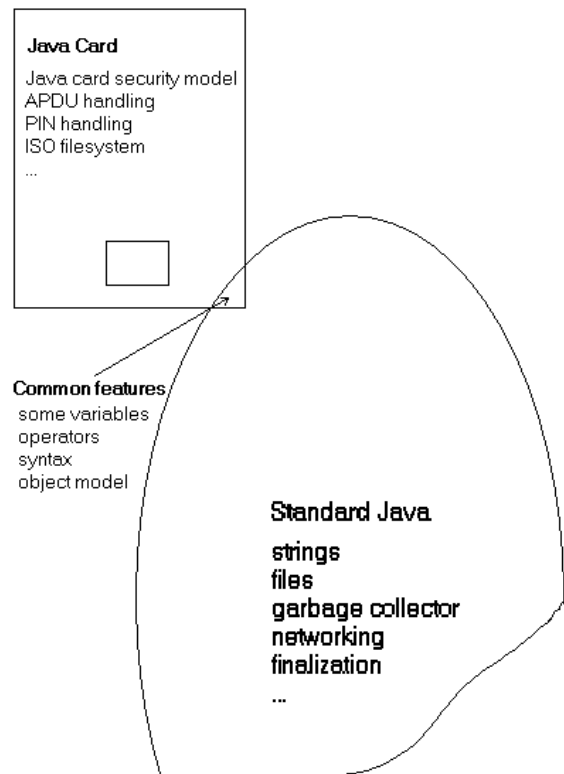 Java Card
Java card security model
APDU handling
PIN handling
ISO filesystem
...
Common features
some variables
operators
syntax
object model
Standard Java
strings
files
garbage collector
networking
finalization
...